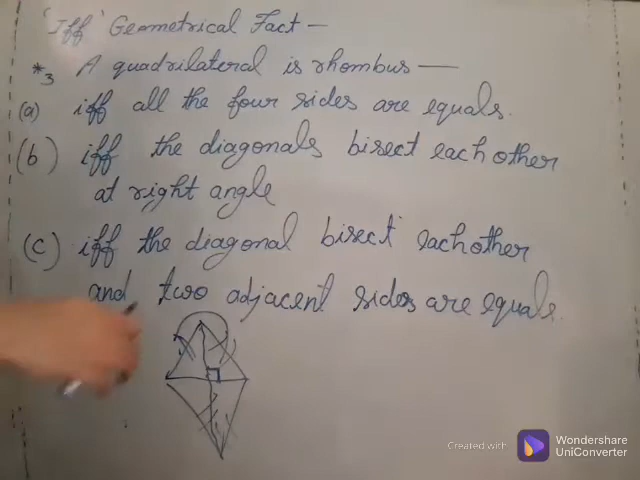 'Iff' Geometrical Fact —
*3 A quadrilateral is rhombus —
(a) iff all the four sides are equals.
(b) iff the diagonals bisect each other
at right angle
(c) iff the diagonal bisect each other
and two adjacent sides are equals.
Created with Wondershare
UniConverter